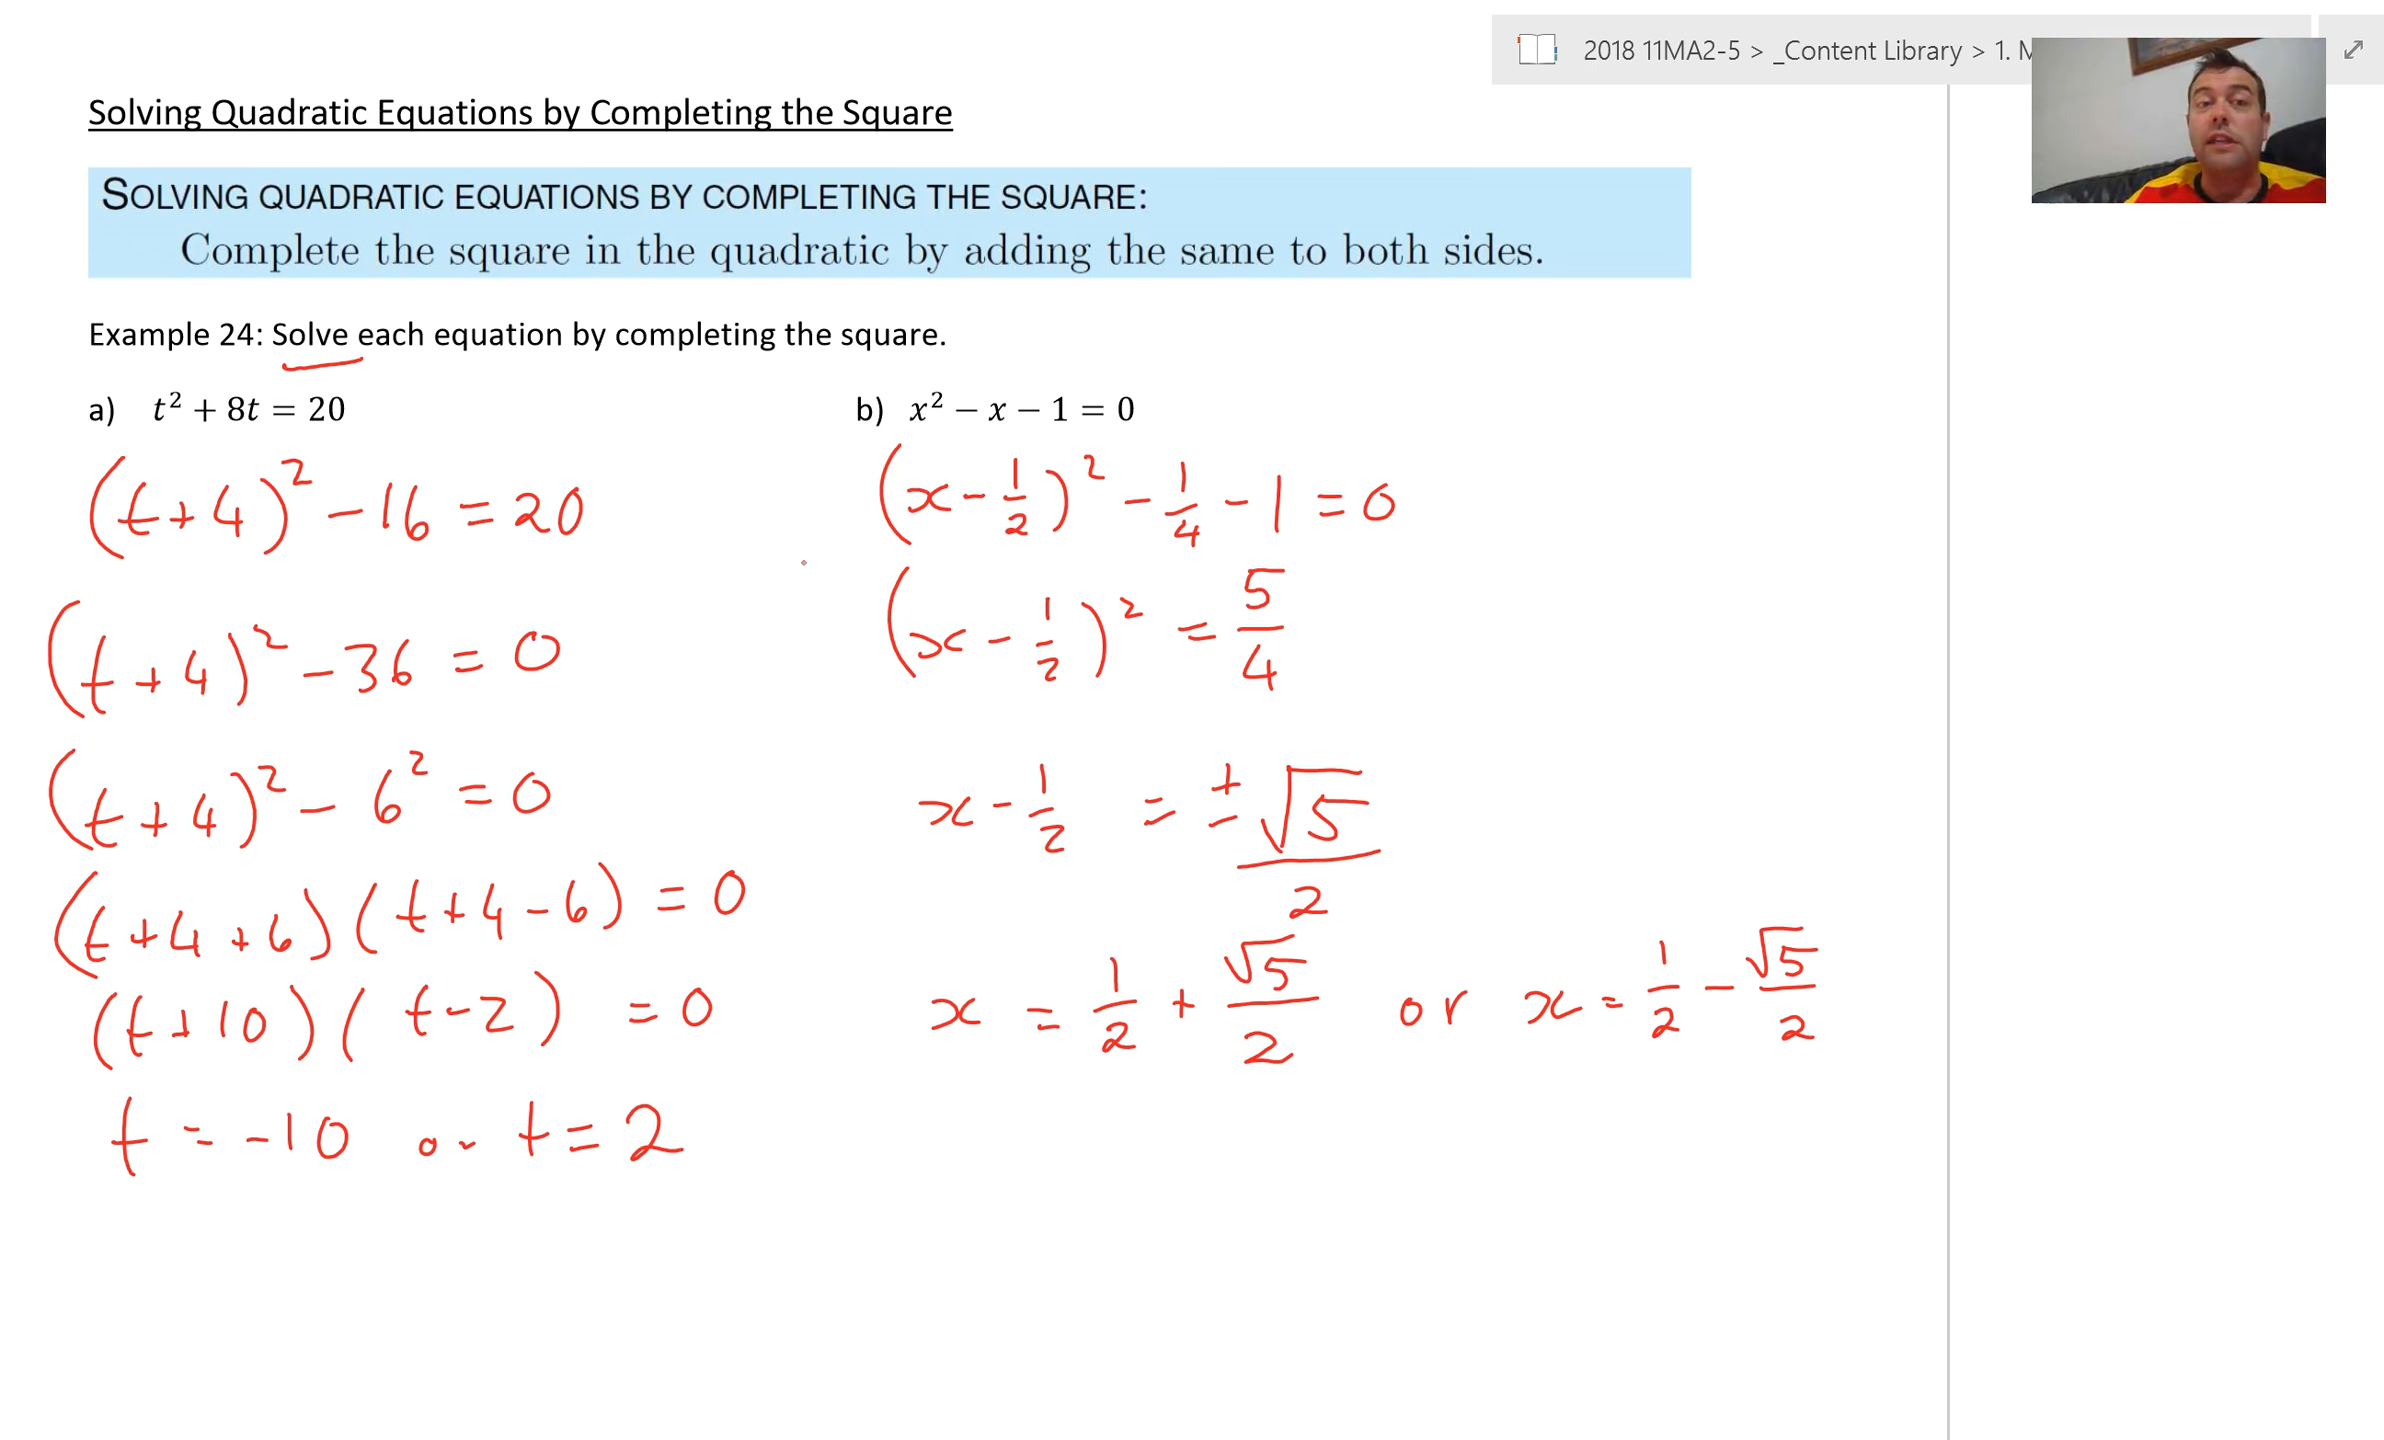 2018 11MA2-5 > _Content Library > 1. M
Solving Quadratic Equations by Completing the Square
SOLVING QUADRATIC EQUATIONS BY COMPLETING THE SQUARE:
Complete the square in the quadratic by adding the same to both sides.
Example 24: Solve each equation by completing the square.
a) t² + 8t = 20
(t+4)² - 16 = 20
(t+4)² - 36 = 0
(t+4)² - 6² = 0
(t+4+6)(t+4-6) = 0
(t+10)(t-2) = 0
t = -10 or t = 2
b) x² − x − 1 = 0
(x - 1/2)² - 1/4 - 1 = 0
(x - 1/2)² = 5/4
x - 1/2 = ± √5/2
x = 1/2 + √5/2 or x = 1/2 - √5/2